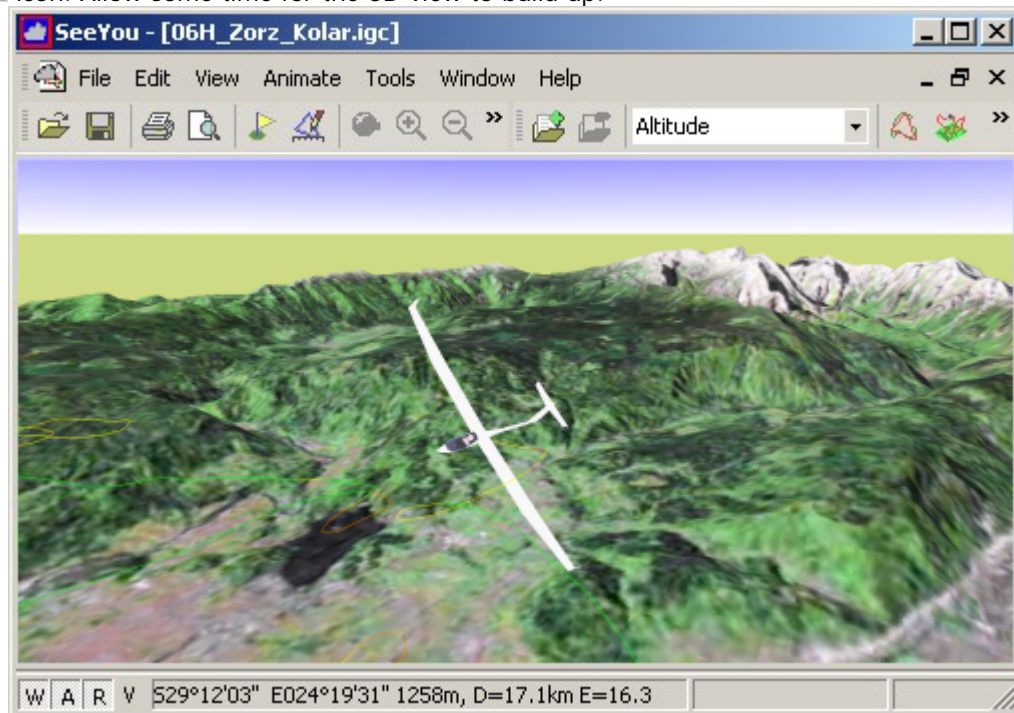 icon. Allow some time for the 3D view to build up.
SeeYou - [06H_Zorz_Kolar.igc]
File Edit View Animate Tools Window Help
Altitude
W A R V S29°12'03" E024°19'31" 1258m, D=17.1km E=16.3